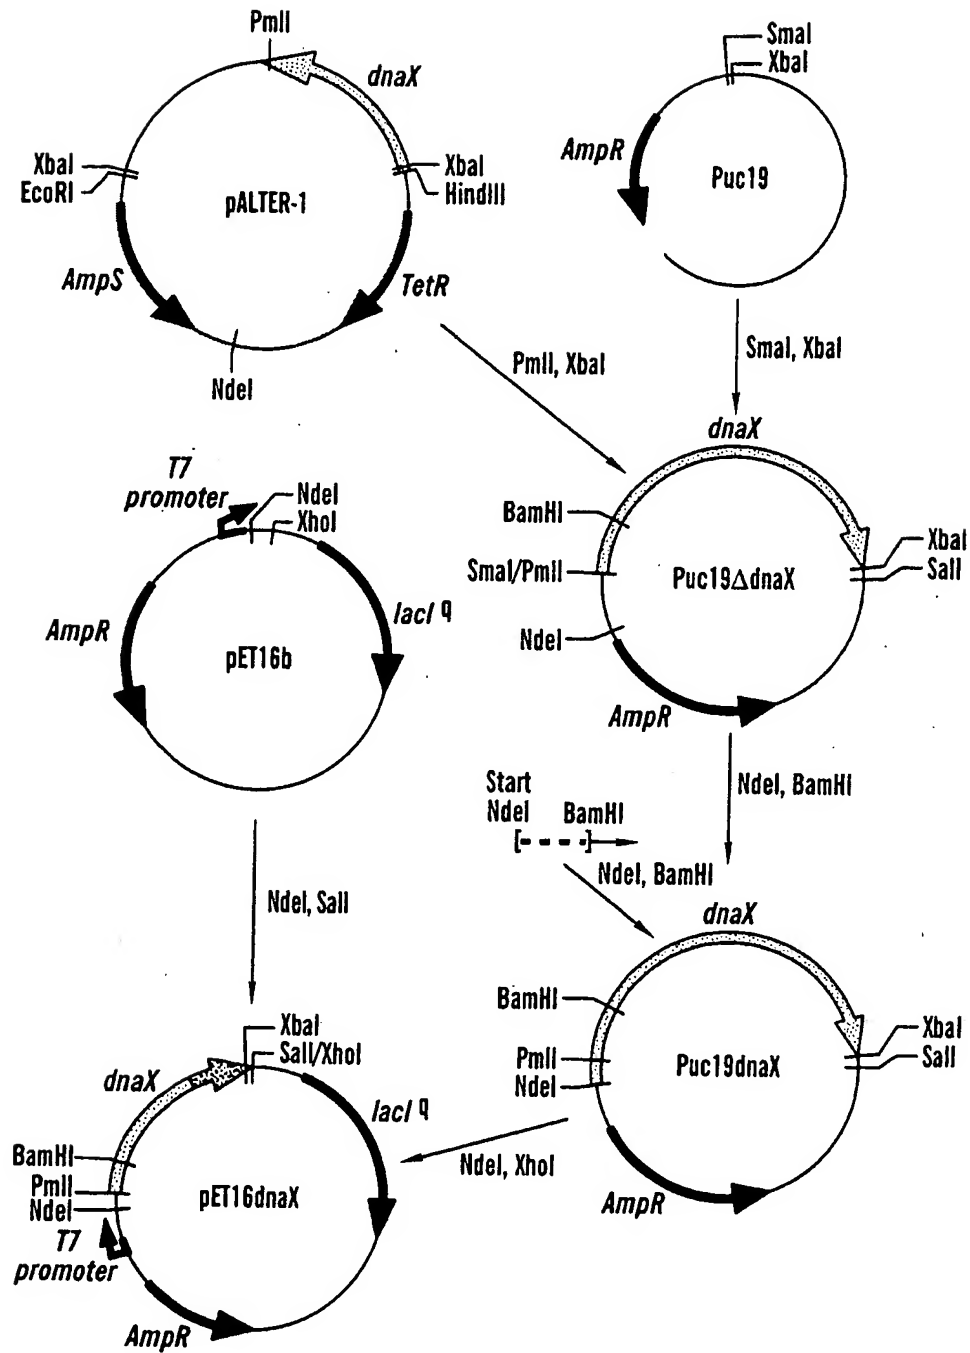 PmlI
dnaX
XbaI
EcoRI
XbaI
HindIII
pALTER-1
AmpS
TetR
NdeI
SmaI
XbaI
AmpR
Puc19
PmlI, XbaI
SmaI, XbaI
T7
promoter
NdeI
XhoI
AmpR
lacI q
pET16b
dnaX
BamHI
SmaI/PmlI
NdeI
XbaI
SalI
Puc19ΔdnaX
AmpR
NdeI, BamHI
Start
NdeI
BamHI
[- - - -]
NdeI, BamHI
NdeI, SalI
dnaX
BamHI
PmlI
NdeI
XbaI
SalI
Puc19dnaX
AmpR
NdeI, XhoI
XbaI
SalI/XhoI
dnaX
lacI q
BamHI
PmlI
NdeI
pET16dnaX
T7
promoter
AmpR